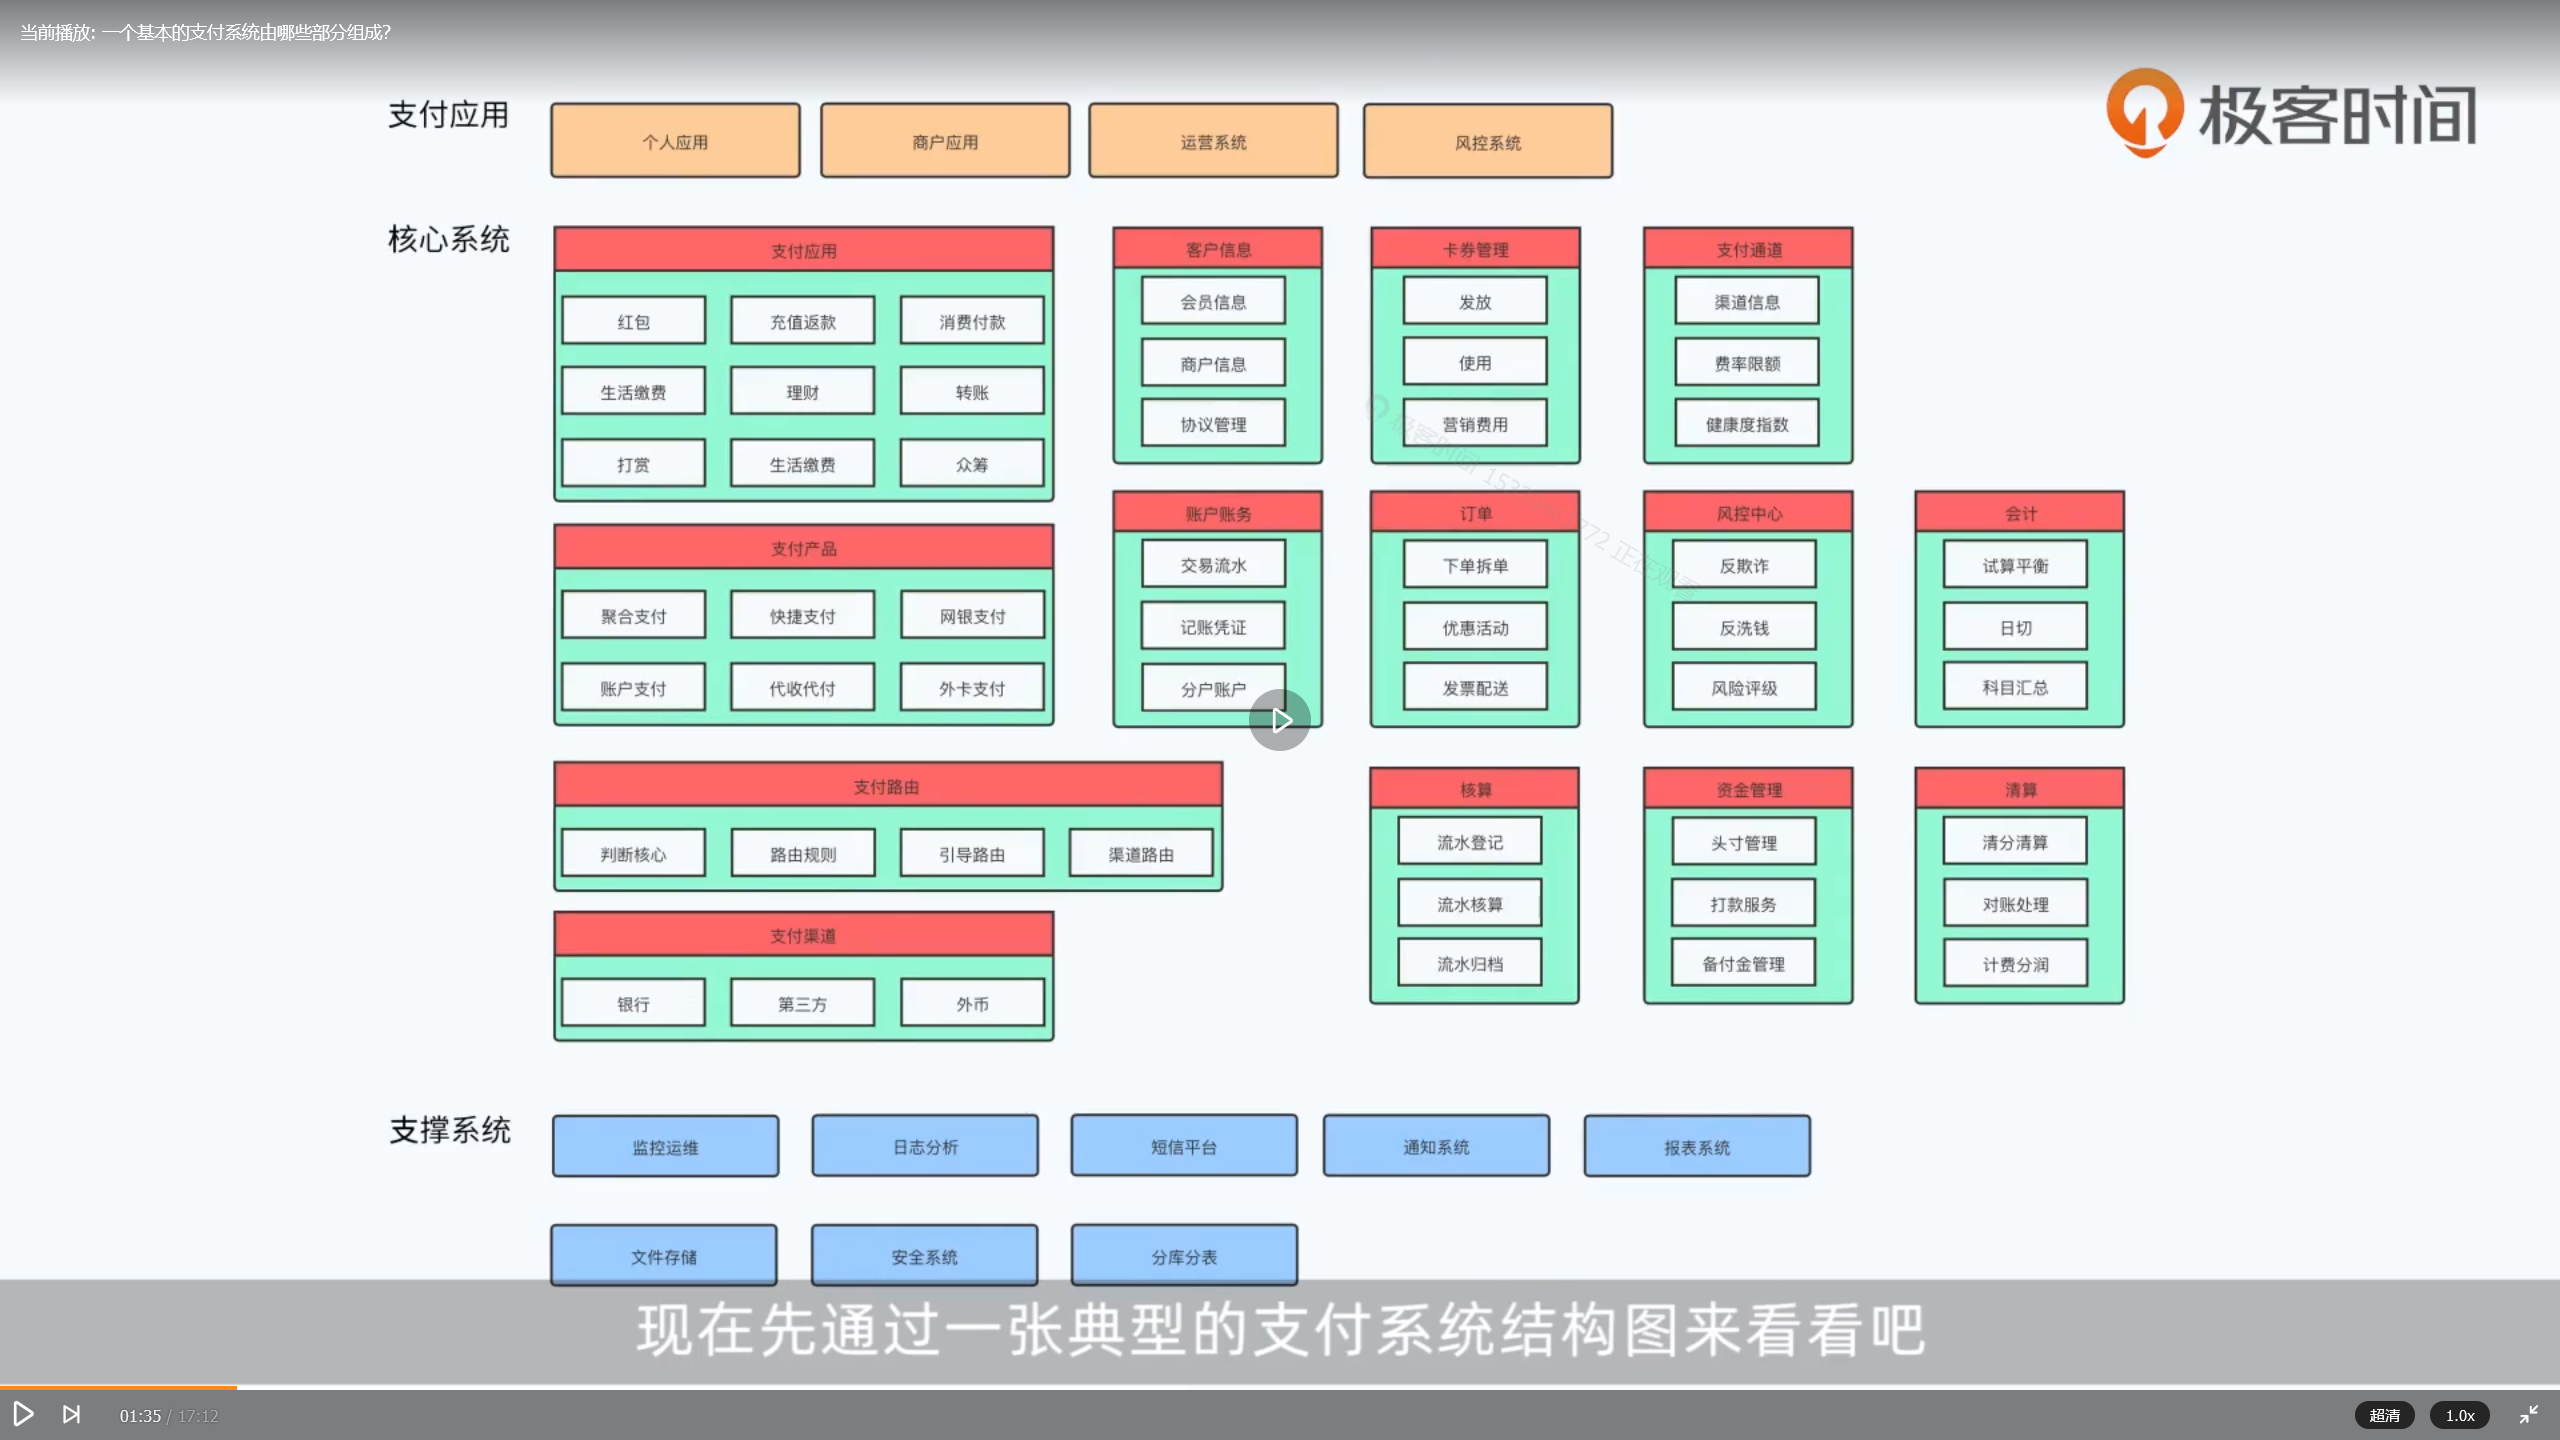 当前播放: 一个基本的支付系统由哪些部分组成?
极客时间
支付应用
个人应用
商户应用
运营系统
风控系统
核心系统
支付应用
红包
充值返款
消费付款
生活缴费
理财
转账
打赏
生活缴费
众筹
客户信息
会员信息
商户信息
协议管理
卡券管理
发放
使用
营销费用
支付通道
渠道信息
费率限额
健康度指数
支付产品
聚合支付
快捷支付
网银支付
账户支付
代收代付
外卡支付
账户账务
交易流水
记账凭证
分户账户
订单
下单拆单
优惠活动
发票配送
风控中心
反欺诈
反洗钱
风险评级
会计
试算平衡
日切
科目汇总
支付路由
判断核心
路由规则
引导路由
渠道路由
核算
流水登记
流水核算
流水归档
资金管理
头寸管理
打款服务
备付金管理
清算
清分清算
对账处理
计费分润
支付渠道
银行
第三方
外币
支撑系统
监控运维
日志分析
短信平台
通知系统
报表系统
文件存储
安全系统
分库分表
现在先通过一张典型的支付系统结构图来看看吧
01:35 / 17:12
超清
1.0x